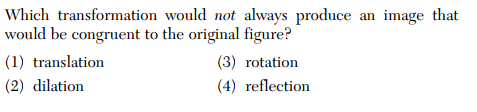 Which transformation would not always produce an image that
would be congruent to the original figure?
(1) translation (3) rotation
(2) dilation (4) reflection